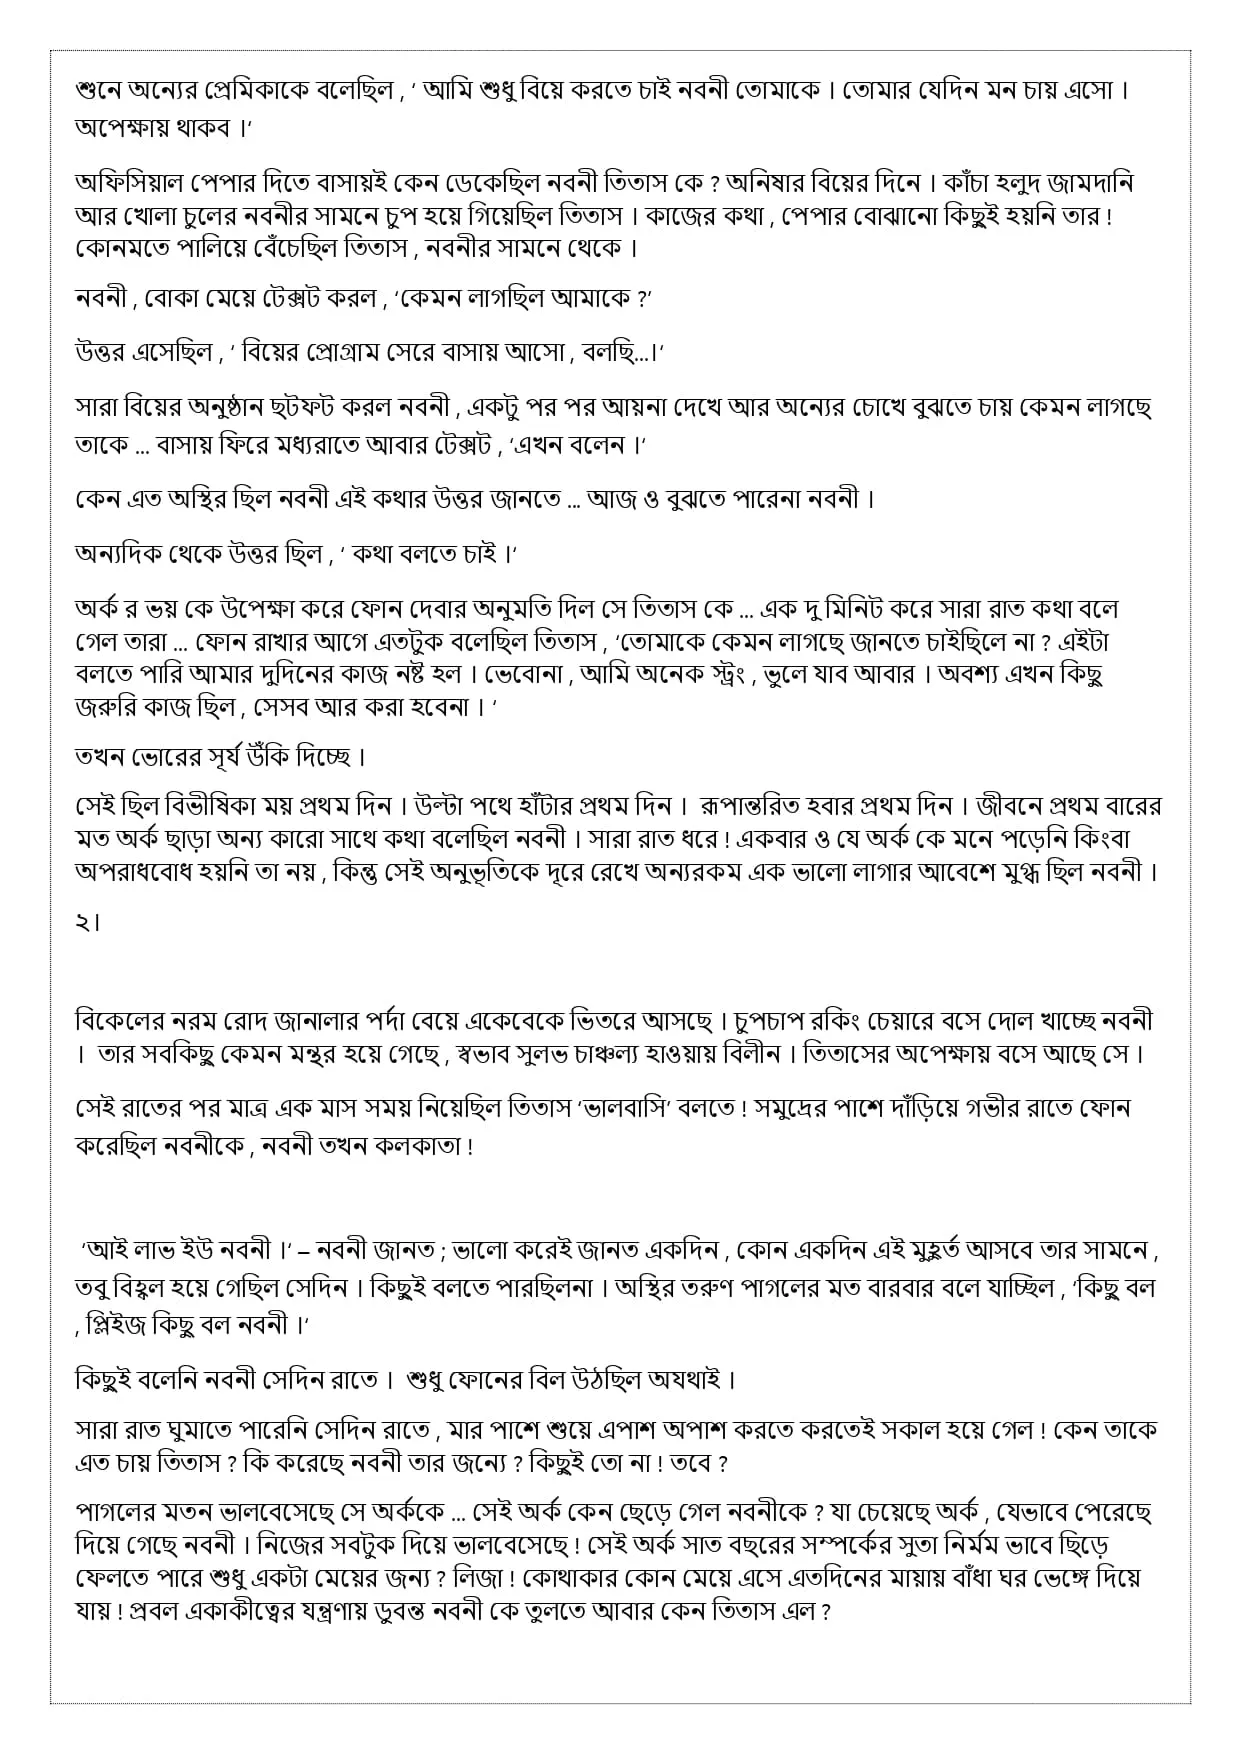 শুনে অন্যের প্রেমিকাকে বলেছিল , ‘ আমি শুধু বিয়ে করতে চাই নবনী তোমাকে । তোমার যেদিন মন চায় এসো ।
অপেক্ষায় থাকব ।‘
অফিসিয়াল পেপার দিতে বাসায়ই কেন ডেকেছিল নবনী তিতাস কে ? অনিষার বিয়ের দিনে । কাঁচা হলুদ জামদানি
আর খোলা চুলের নবনীর সামনে চুপ হয়ে গিয়েছিল তিতাস । কাজের কথা , পেপার বোঝানো কিছুই হয়নি তার !
কোনমতে পালিয়ে বেঁচেছিল তিতাস , নবনীর সামনে থেকে ।
নবনী , বোকা মেয়ে টেক্সট করল , ‘কেমন লাগছিল আমাকে ?’
উত্তর এসেছিল , ‘ বিয়ের প্রোগ্রাম সেরে বাসায় আসো , বলছি...।‘
সারা বিয়ের অনুষ্ঠান ছটফট করল নবনী , একটু পর পর আয়না দেখে আর অন্যের চোখে বুঝতে চায় কেমন লাগছে
তাকে ... বাসায় ফিরে মধ্যরাতে আবার টেক্সট , ‘এখন বলেন ।‘
কেন এত অস্থির ছিল নবনী এই কথার উত্তর জানতে ... আজ ও বুঝতে পারেনা নবনী ।
অন্যদিক থেকে উত্তর ছিল , ‘ কথা বলতে চাই ।‘
অর্ক র ভয় কে উপেক্ষা করে ফোন দেবার অনুমতি দিল সে তিতাস কে ... এক দু মিনিট করে সারা রাত কথা বলে
গেল তারা ... ফোন রাখার আগে এতটুক বলেছিল তিতাস , ‘তোমাকে কেমন লাগছে জানতে চাইছিলে না ? এইটা
বলতে পারি আমার দুদিনের কাজ নষ্ট হল । ভেবোনা , আমি অনেক স্ট্রং , ভুলে যাব আবার । অবশ্য এখন কিছু
জরুরি কাজ ছিল , সেসব আর করা হবেনা । ‘
তখন ভোরের সূর্য উঁকি দিচ্ছে ।
সেই ছিল বিভীষিকা ময় প্রথম দিন । উল্টা পথে হাঁটার প্রথম দিন । রূপান্তরিত হবার প্রথম দিন । জীবনে প্রথম বারের
মত অর্ক ছাড়া অন্য কারো সাথে কথা বলেছিল নবনী । সারা রাত ধরে ! একবার ও যে অর্ক কে মনে পড়েনি কিংবা
অপরাধবোধ হয়নি তা নয় , কিন্তু সেই অনুভূতিকে দূরে রেখে অন্যরকম এক ভালো লাগার আবেশে মুগ্ধ ছিল নবনী ।
২।
বিকেলের নরম রোদ জানালার পর্দা বেয়ে একেবেকে ভিতরে আসছে । চুপচাপ রকিং চেয়ারে বসে দোল খাচ্ছে নবনী
। তার সবকিছু কেমন মন্থর হয়ে গেছে , স্বভাব সুলভ চাঞ্চল্য হাওয়ায় বিলীন । তিতাসের অপেক্ষায় বসে আছে সে ।
সেই রাতের পর মাত্র এক মাস সময় নিয়েছিল তিতাস ‘ভালবাসি’ বলতে ! সমুদ্রের পাশে দাঁড়িয়ে গভীর রাতে ফোন
করেছিল নবনীকে , নবনী তখন কলকাতা !
‘আই লাভ ইউ নবনী ।‘ – নবনী জানত ; ভালো করেই জানত একদিন , কোন একদিন এই মুহূর্ত আসবে তার সামনে ,
তবু বিহ্বল হয়ে গেছিল সেদিন । কিছুই বলতে পারছিলনা । অস্থির তরুণ পাগলের মত বারবার বলে যাচ্ছিল , ‘কিছু বল
, প্লিইজ কিছু বল নবনী ।‘
কিছুই বলেনি নবনী সেদিন রাতে । শুধু ফোনের বিল উঠছিল অযথাই ।
সারা রাত ঘুমাতে পারেনি সেদিন রাতে , মার পাশে শুয়ে এপাশ অপাশ করতে করতেই সকাল হয়ে গেল ! কেন তাকে
এত চায় তিতাস ? কি করেছে নবনী তার জন্যে ? কিছুই তো না ! তবে ?
পাগলের মতন ভালবেসেছে সে অর্ককে ... সেই অর্ক কেন ছেড়ে গেল নবনীকে ? যা চেয়েছে অর্ক , যেভাবে পেরেছে
দিয়ে গেছে নবনী । নিজের সবটুক দিয়ে ভালবেসেছে ! সেই অর্ক সাত বছরের সম্পর্কের সুতা নির্মম ভাবে ছিড়ে
ফেলতে পারে শুধু একটা মেয়ের জন্য ? লিজা ! কোথাকার কোন মেয়ে এসে এতদিনের মায়ায় বাঁধা ঘর ভেঙ্গে দিয়ে
যায় ! প্রবল একাকীত্বের যন্ত্রণায় ডুবন্ত নবনী কে তুলতে আবার কেন তিতাস এল ?